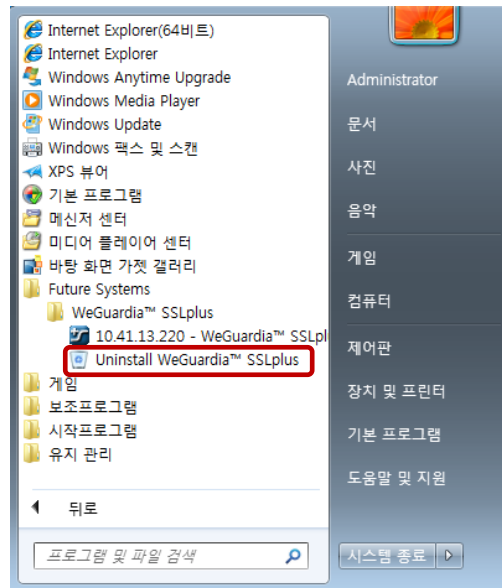 Internet Explorer(64비트)
Internet Explorer
Windows Anytime Upgrade
Windows Media Player
Windows Update
Windows 팩스 및 스캔
XPS 뷰어
기본 프로그램
메신저 센터
미디어 플레이어 센터
바탕 화면 가젯 갤러리
Future Systems
WeGuardia™ SSLplus
10.41.13.220 - WeGuardia™ SSLpl
Uninstall WeGuardia™ SSLplus
게임
보조프로그램
시작프로그램
유지 관리
뒤로
프로그램 및 파일 검색
Administrator
문서
사진
음악
게임
컴퓨터
제어판
장치 및 프린터
기본 프로그램
도움말 및 지원
시스템 종료